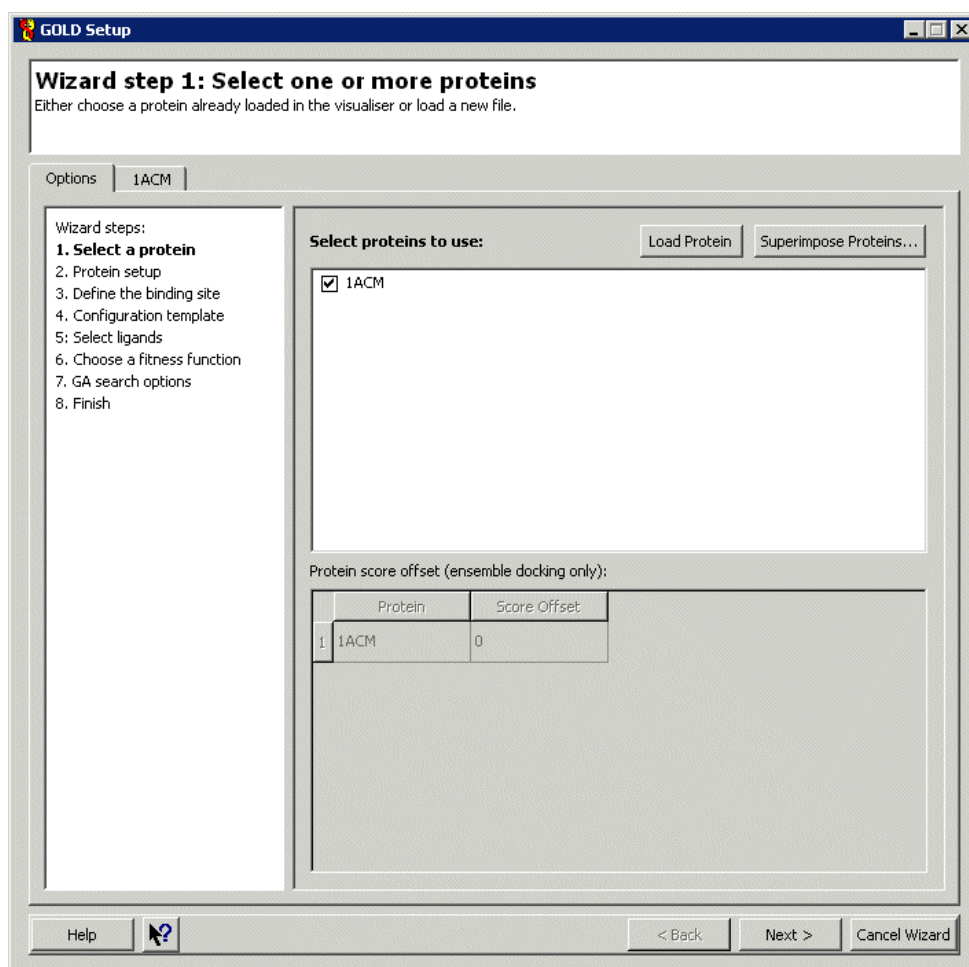 GOLD Setup
Wizard step 1: Select one or more proteins
Either choose a protein already loaded in the visualiser or load a new file.
Options
1ACM
Wizard steps:
1. Select a protein
2. Protein setup
3. Define the binding site
4. Configuration template
5: Select ligands
6. Choose a fitness function
7. GA search options
8. Finish
Select proteins to use:
Load Protein
Superimpose Proteins...
1ACM
Protein score offset (ensemble docking only):
Protein Score Offset
1 1ACM 0
Help
?
< Back
Next >
Cancel Wizard